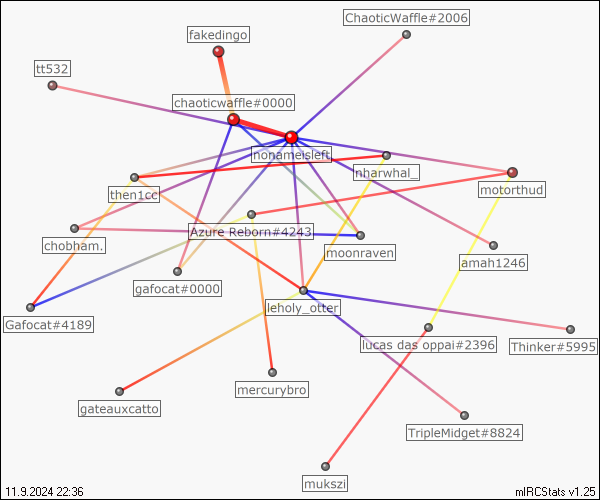 ChaoticWaffle#2006
fakedingo
tt532
chaoticwaffle#0000
nonameisleft
nharwhal_
then1cc
motorthud
Azure Reborn#4243
chobham.
moonraven
amah1246
gafocat#0000
leholy_otter
Gafocat#4189
lucas das oppai#2396
Thinker#5995
mercurybro
gateauxcatto
TripleMidget#8824
mukszi
11.9.2024 22:36
mIRCStats v1.25